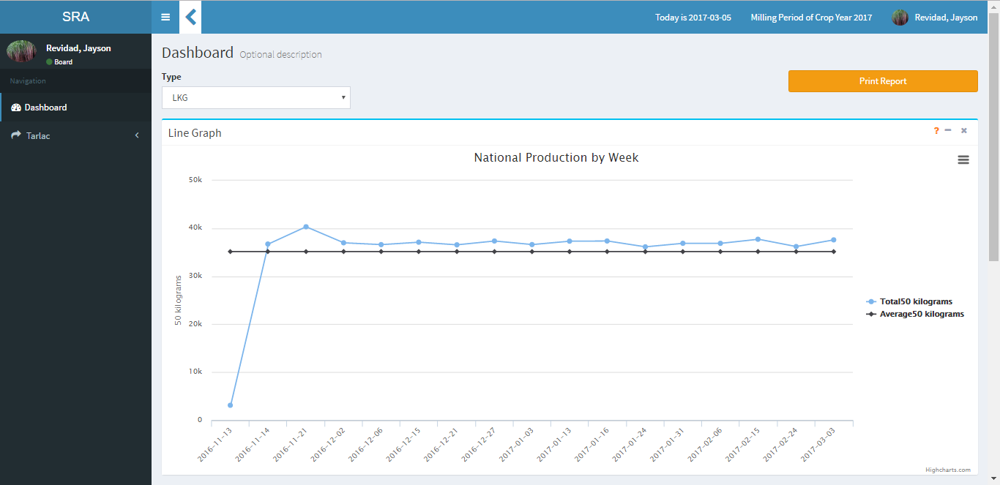 SRA
Today is 2017-03-05
Milling Period of Crop Year 2017
Revidad, Jayson
Revidad, Jayson
Board
Navigation
Dashboard
Tarlac
Dashboard Optional description
Type
LKG
Print Report
Line Graph
?
National Production by Week
50k
40k
30k
20k
10k
0
50 kilograms
2016-11-13
2016-11-14
2016-11-21
2016-12-02
2016-12-06
2016-12-15
2016-12-21
2016-12-27
2017-01-03
2017-01-13
2017-01-16
2017-01-24
2017-01-31
2017-02-06
2017-02-15
2017-02-24
2017-03-03
Total50 kilograms
Average50 kilograms
Highcharts.com